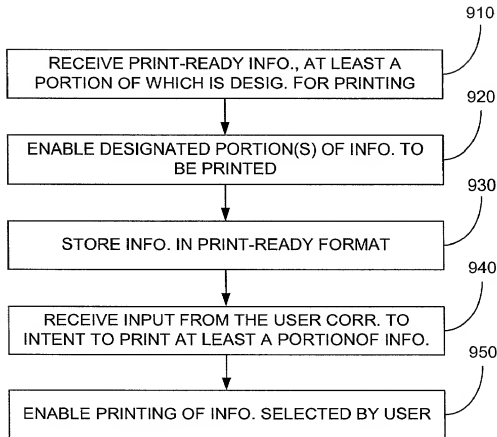 910
RECEIVE PRINT-READY INFO., AT LEAST A
PORTION OF WHICH IS DESIG. FOR PRINTING
920
ENABLE DESIGNATED PORTION(S) OF INFO. TO
BE PRINTED
930
STORE INFO. IN PRINT-READY FORMAT
940
RECEIVE INPUT FROM THE USER CORR. TO
INTENT TO PRINT AT LEAST A PORTIONOF INFO.
950
ENABLE PRINTING OF INFO. SELECTED BY USER